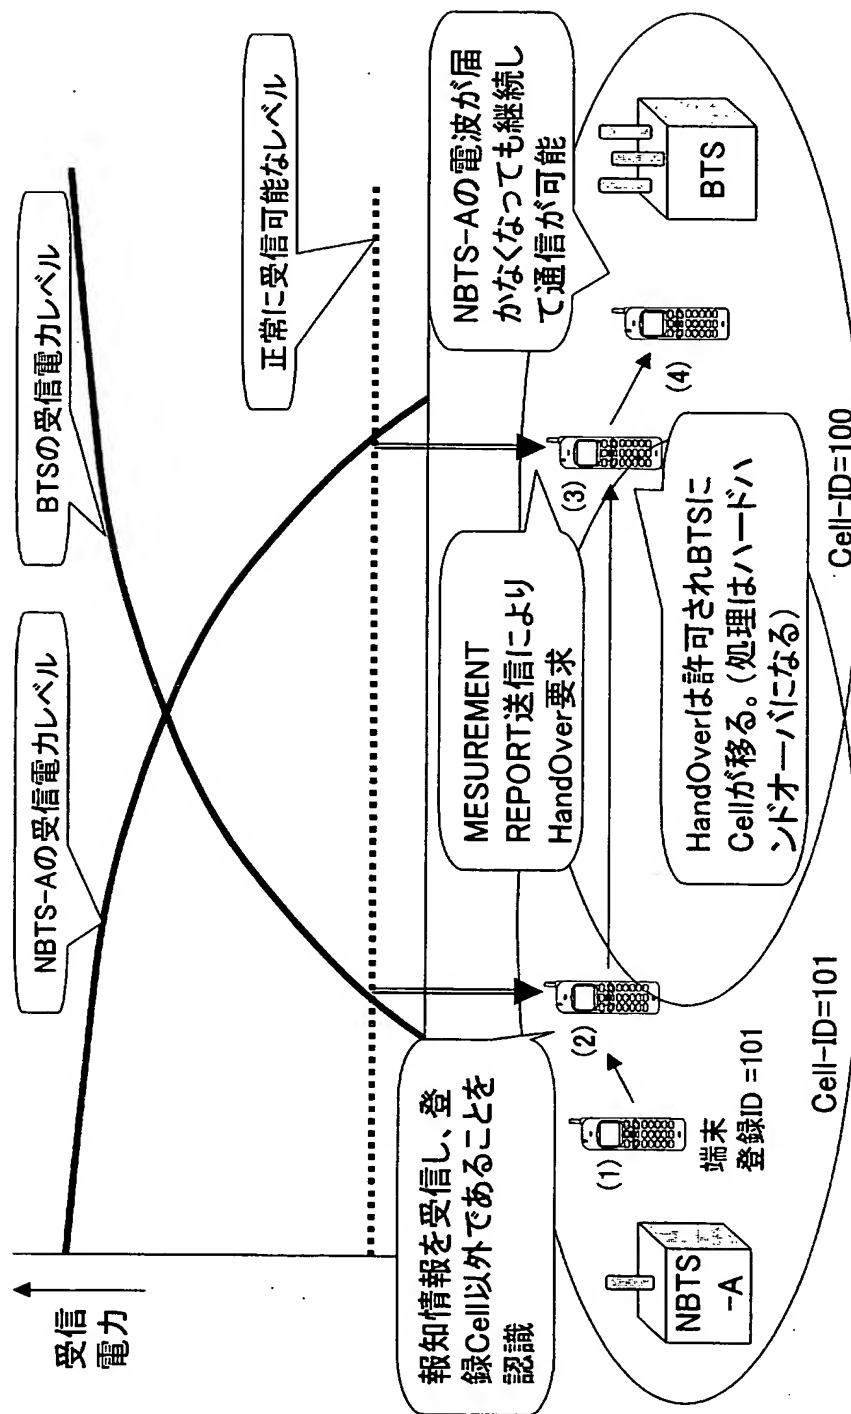 受信
電力
NBTS-Aの受信電力レベル
BTSの受信電力レベル
正常に受信可能なレベル
報知情報を受信し、登
録Cell以外であることを
認識
MESUREMENT
REPORT送信により
HandOver要求
NBTS-Aの電波が届
かなくなっても継続し
て通信が可能
NBTS
-A
(1)
端末
登録ID =101
(2)
(3)
(4)
BTS
HandOverは許可されBTSに
Cellが移る。(処理はハードハ
ンドオーバになる)
Cell-ID=101
Cell-ID=100